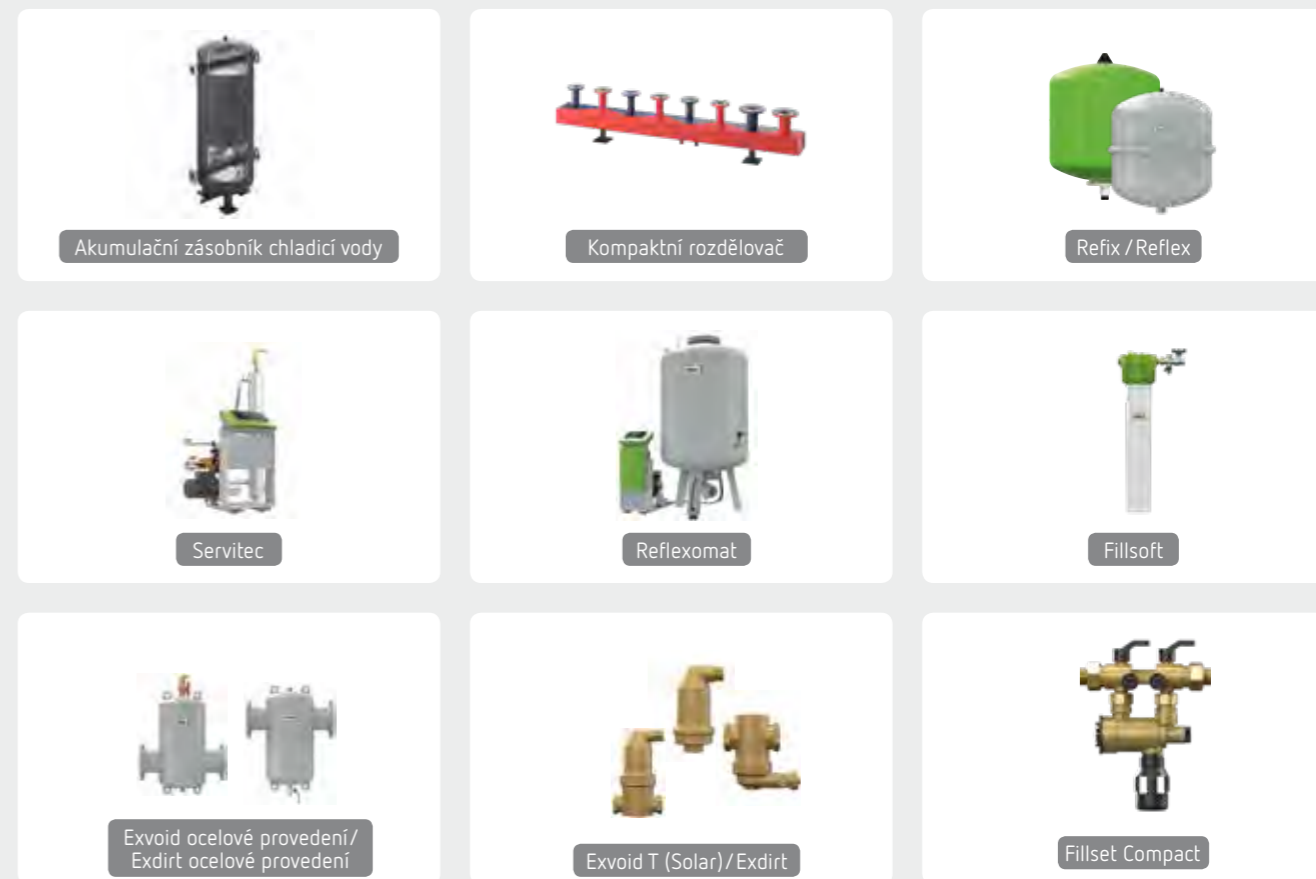 Akumulační zásobník chladicí vody
Kompaktní rozdělovač
Refix / Reflex
Servitec
Reflexomat
Fillsoft
Exvoid ocelové provedení /
Exdirt ocelové provedení
Exvoid T (Solar) / Exdirt
Fillset Compact